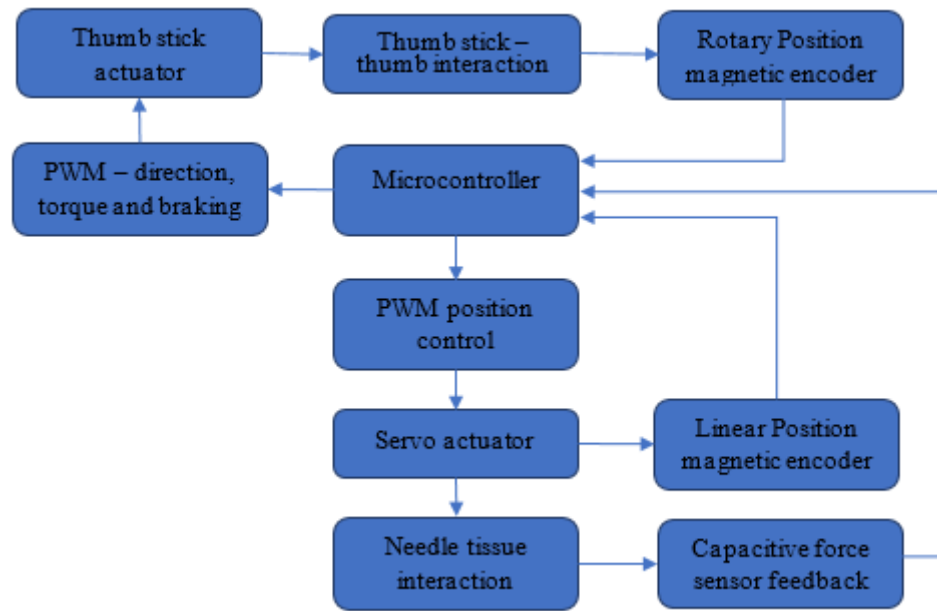 Thumb stick
actuator
Thumb stick –
thumb interaction
Rotary Position
magnetic encoder
PWM – direction,
torque and braking
Microcontroller
PWM position
control
Servo actuator
Linear Position
magnetic encoder
Needle tissue
interaction
Capacitive force
sensor feedback